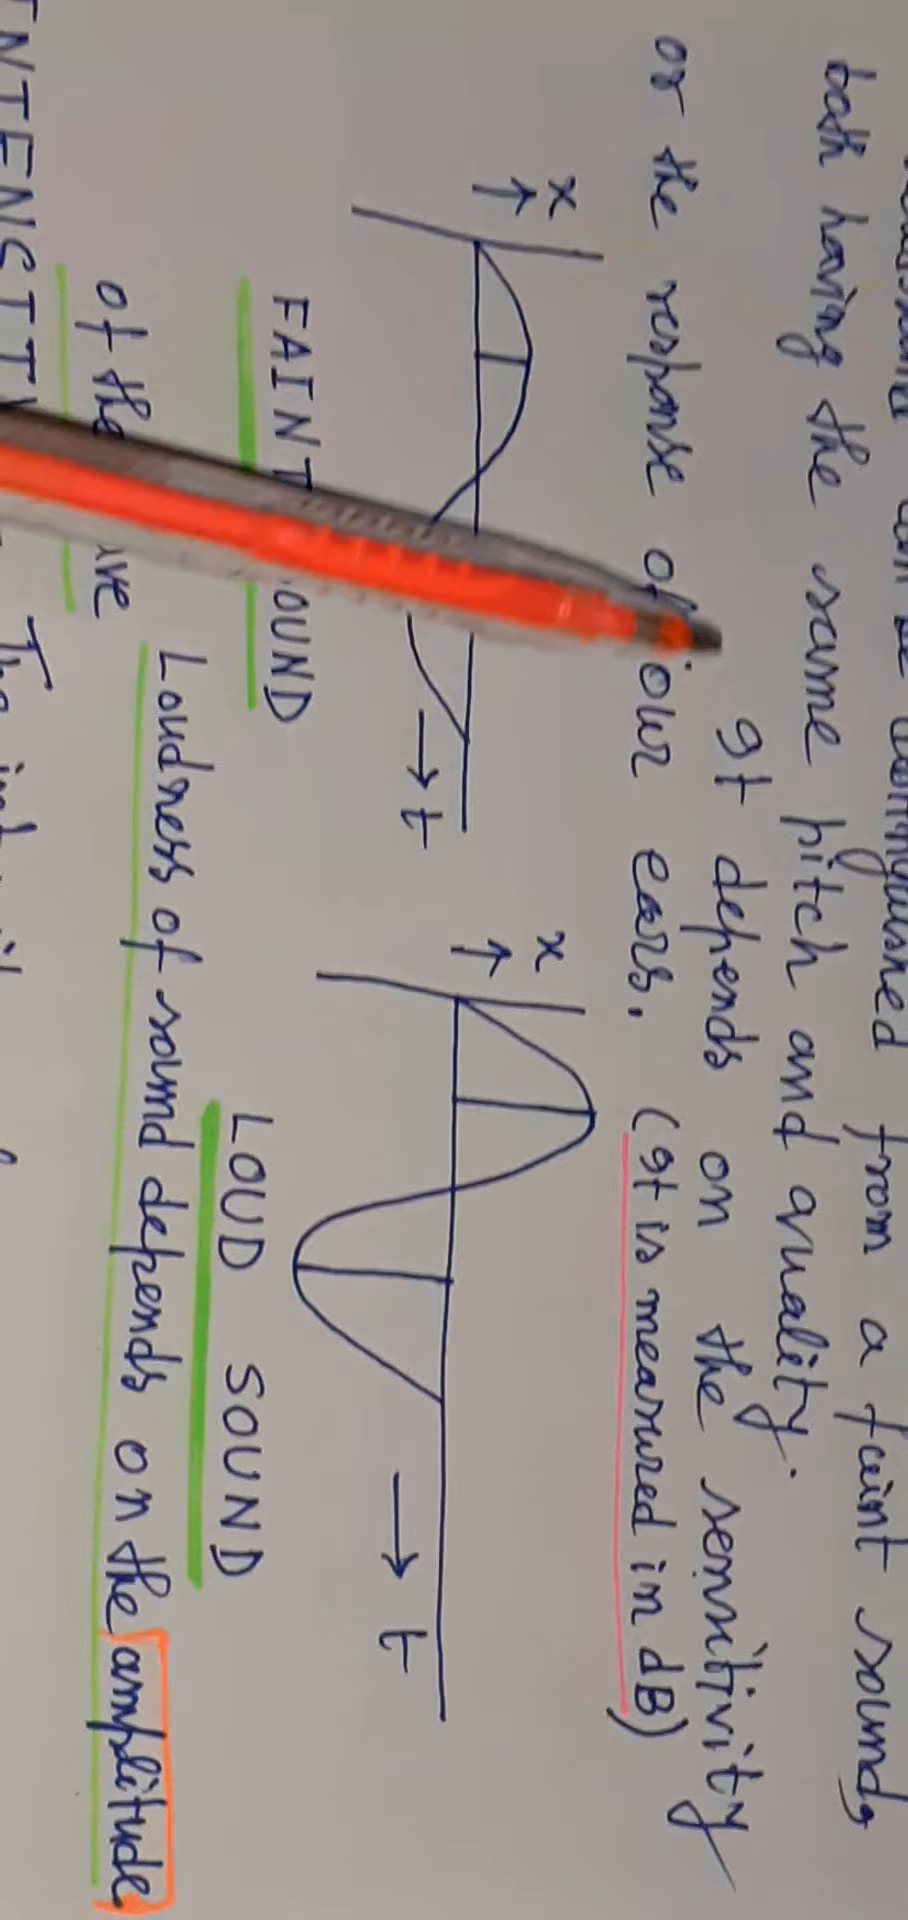 from a faint sound,
both having the same pitch and quality.
It depends on the sensitivity
or the response of our ears. (It is measured in dB)
x x
t t
FAINT SOUND LOUD SOUND
Loudness of sound depends on the amplitude
of the
INTENSITY